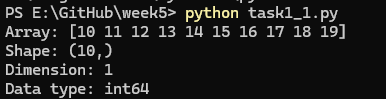 PS E:\GitHub\week5> python task1_1.py
Array: [10 11 12 13 14 15 16 17 18 19]
Shape: (10,)
Dimension: 1
Data type: int64